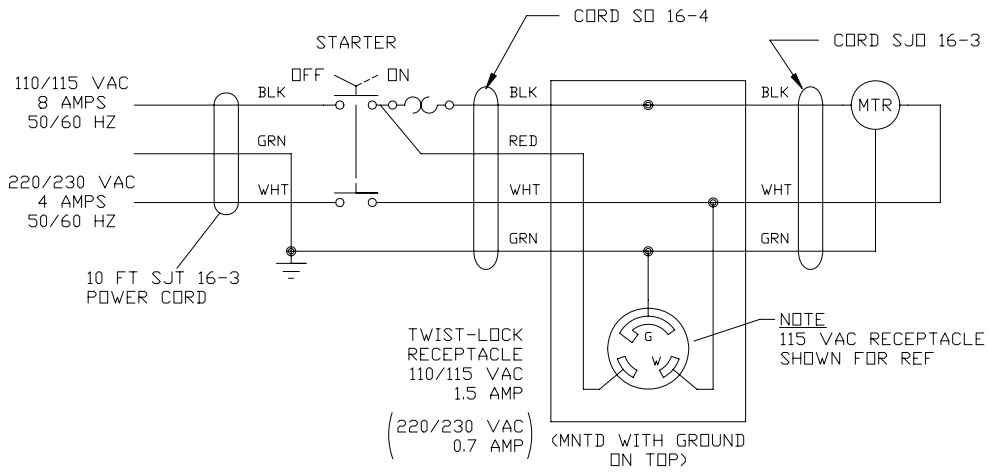 CORD SO 16-4
CORD SJO 16-3
STARTER
OFF
ON
110/115 VAC
8 AMPS
50/60 HZ
BLK
BLK
BLK
MTR
GRN
RED
220/230 VAC
4 AMPS
50/60 HZ
WHT
WHT
WHT
GRN
GRN
10 FT SJT 16-3
POWER CORD
TWIST-LOCK
RECEPTACLE
110/115 VAC
1.5 AMP
(220/230 VAC
0.7 AMP)
G
W
NOTE
115 VAC RECEPTACLE
SHOWN FOR REF
(MNTD WITH GROUND
ON TOP)